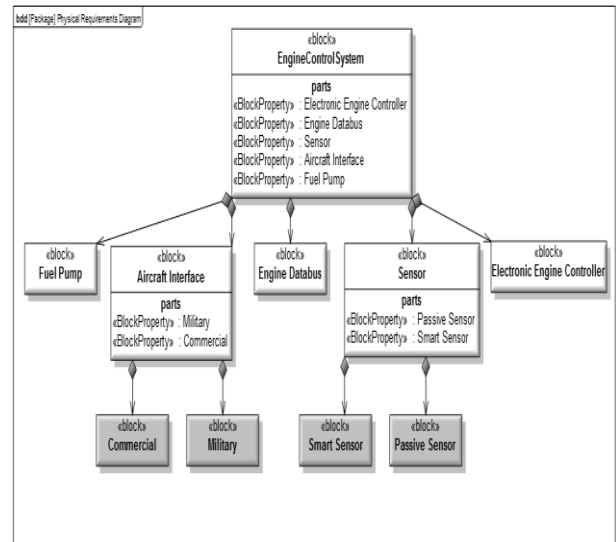 bdd [Package] Physical Requirements Diagram
«block»
EngineControlSystem
parts
«BlockProperty» : Electronic Engine Controller
«BlockProperty» : Engine Databus
«BlockProperty» : Sensor
«BlockProperty» : Aircraft Interface
«BlockProperty» : Fuel Pump
«block»
Fuel Pump
«block»
Aircraft Interface
parts
«BlockProperty» : Military
«BlockProperty» : Commercial
«block»
Engine Databus
«block»
Sensor
parts
«BlockProperty» : Passive Sensor
«BlockProperty» : Smart Sensor
«block»
Electronic Engine Controller
«block»
Commercial
«block»
Military
«block»
Smart Sensor
«block»
Passive Sensor